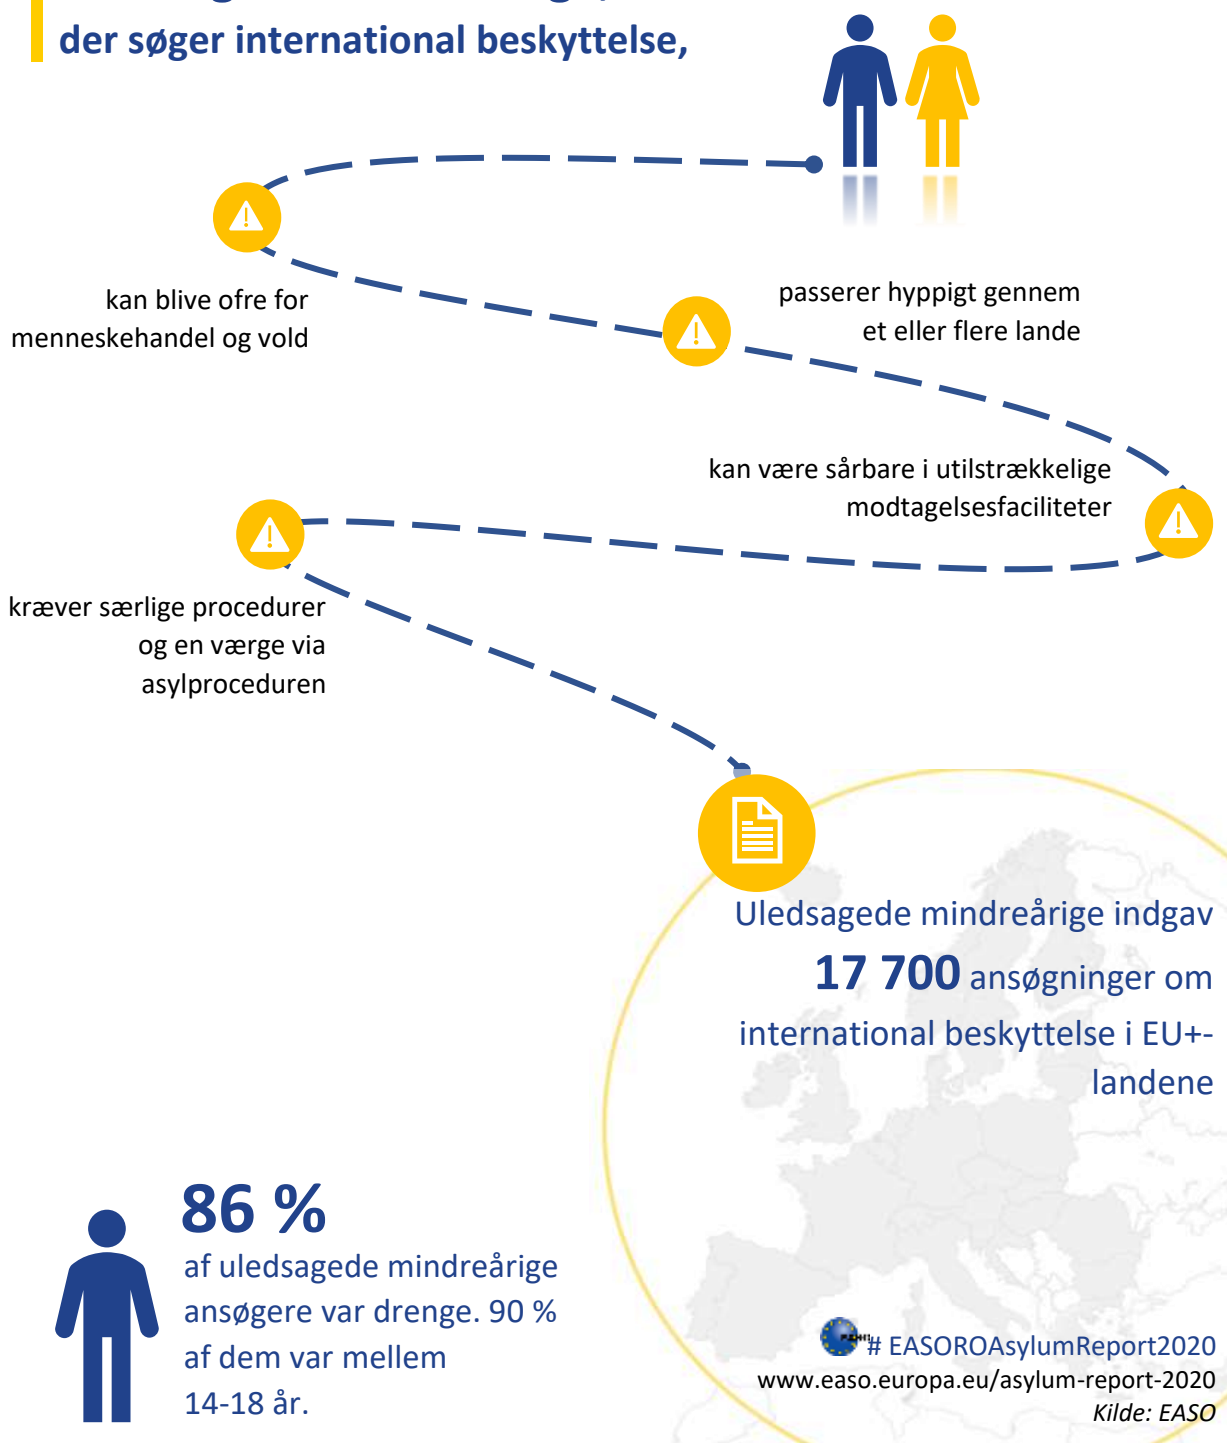 der søger international beskyttelse,
kan blive ofre for
menneskehandel og vold
passerer hyppigt gennem
et eller flere lande
kan være sårbare i utilstrækkelige
modtagelsesfaciliteter
kræver særlige procedurer
og en værge via
asylproceduren
Uledsagede mindreårige indgav
17 700 ansøgninger om
international beskyttelse i EU+-
landene
86 %
af uledsagede mindreårige
ansøgere var drenge. 90 %
af dem var mellem
14-18 år.
# EASOROAsylumReport2020
www.easo.europa.eu/asylum-report-2020
Kilde: EASO